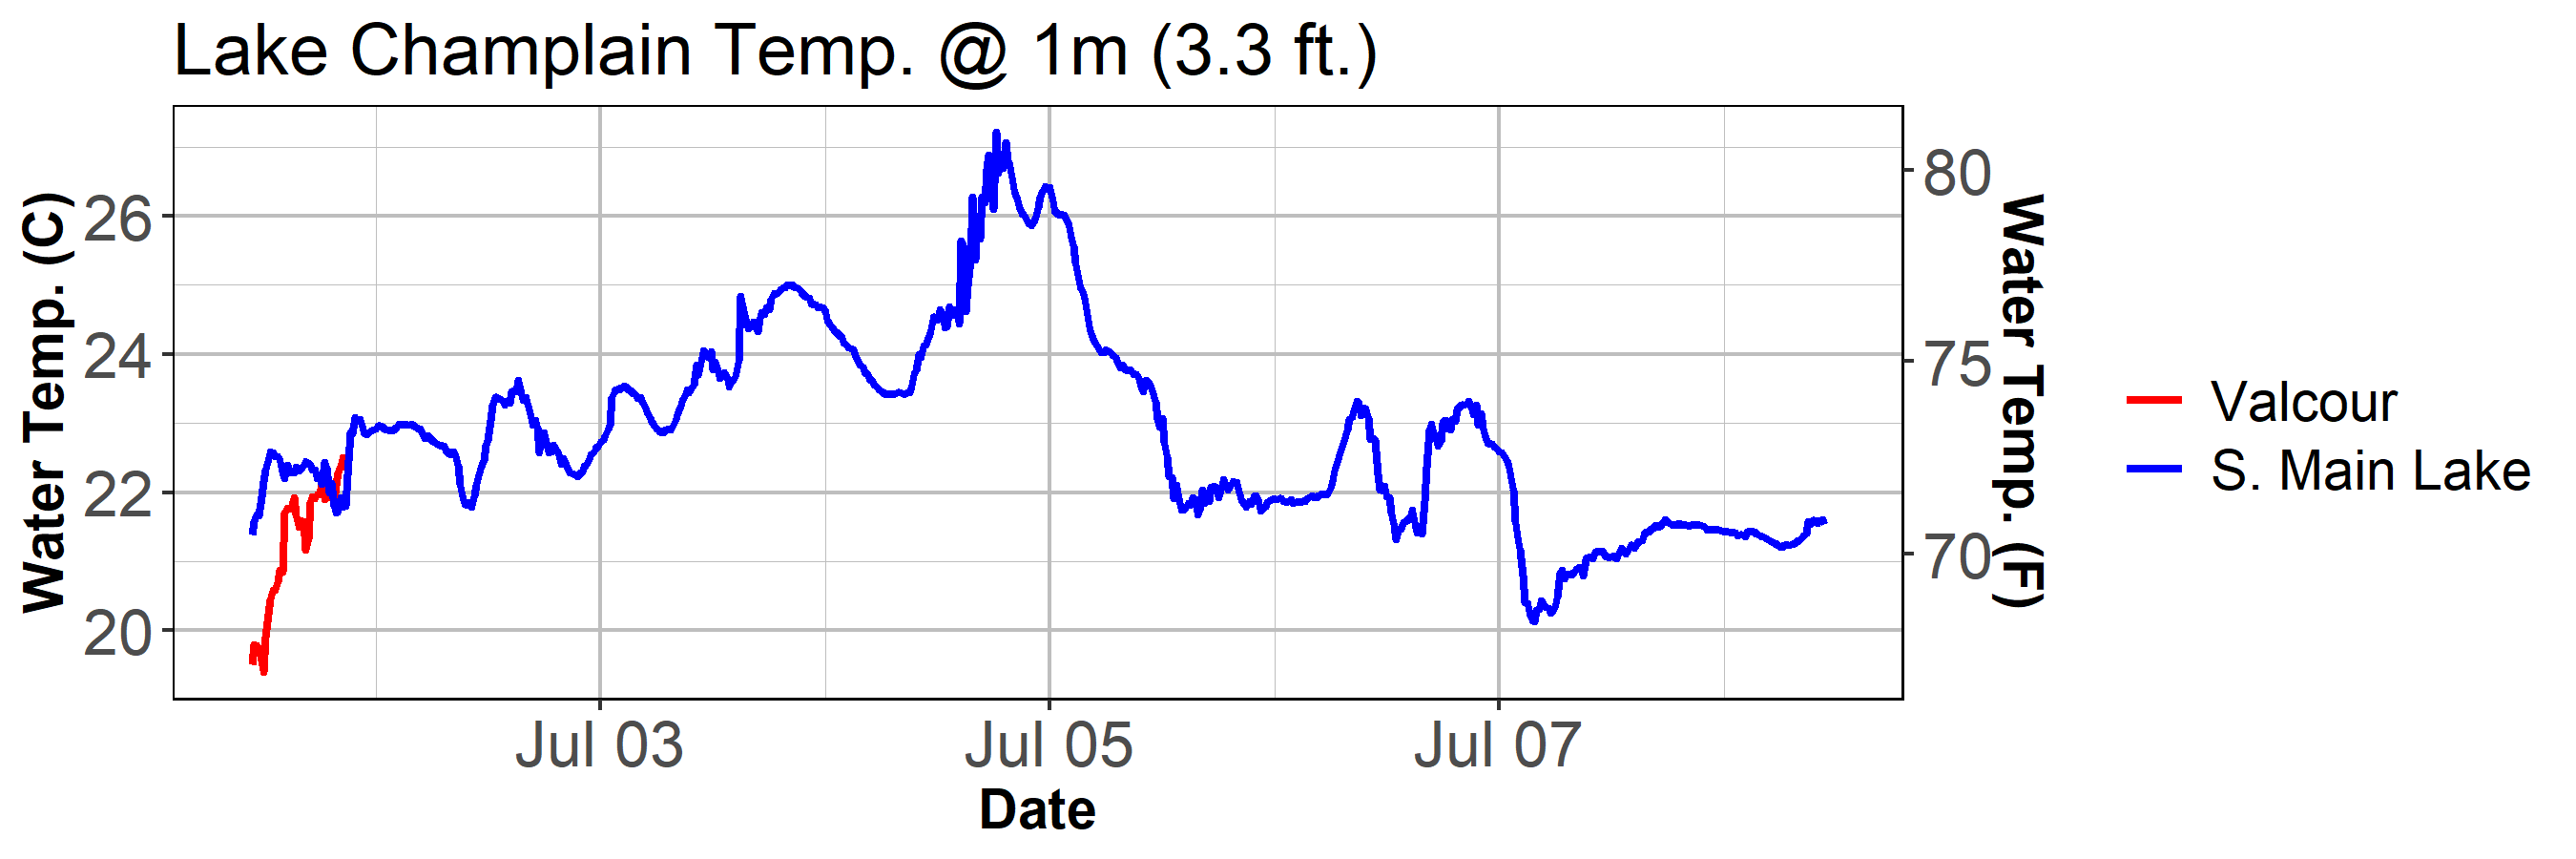 Lake Champlain Temp. @ 1m (3.3 ft.)
Water Temp. (C)
26
24
22
20
80
75
70
Water Temp. (F)
Jul 03
Jul 05
Jul 07
Date
Valcour
S. Main Lake